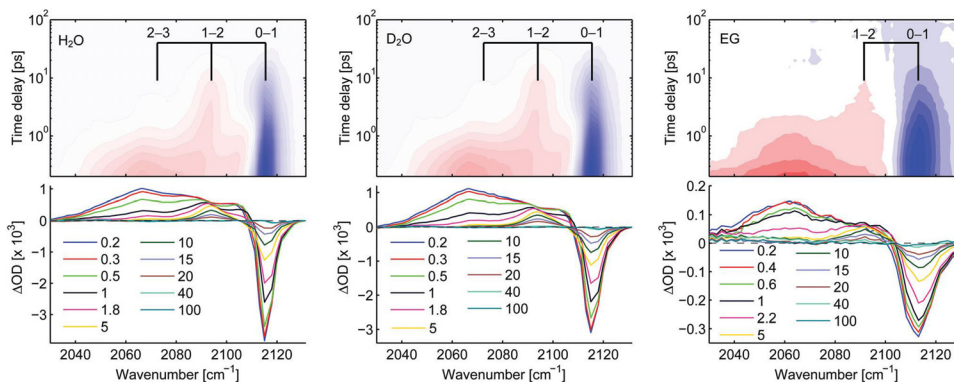 H₂O
2–3 1–2 0–1
Time delay [ps]
10²
10¹
10⁰
1
0
-1
-2
-3
ΔOD [x 10⁻³]
0.2 10
0.3 15
0.5 20
1 40
1.8 100
5
2040 2060 2080 2100 2120
Wavenumber [cm⁻¹]
D₂O
2–3 1–2 0–1
Time delay [ps]
10²
10¹
10⁰
1
0
-1
-2
-3
ΔOD [x 10³]
0.2 10
0.3 15
0.5 20
1 40
1.8 100
5
2040 2060 2080 2100 2120
Wavenumber [cm⁻¹]
EG
1–2 0–1
Time delay [ps]
10²
10¹
10⁰
0.2
0.1
0
-0.1
-0.2
-0.3
ΔOD [x 10³]
0.2 10
0.4 15
0.6 20
1 40
2.2 100
5
2040 2060 2080 2100 2120
Wavenumber [cm⁻¹]